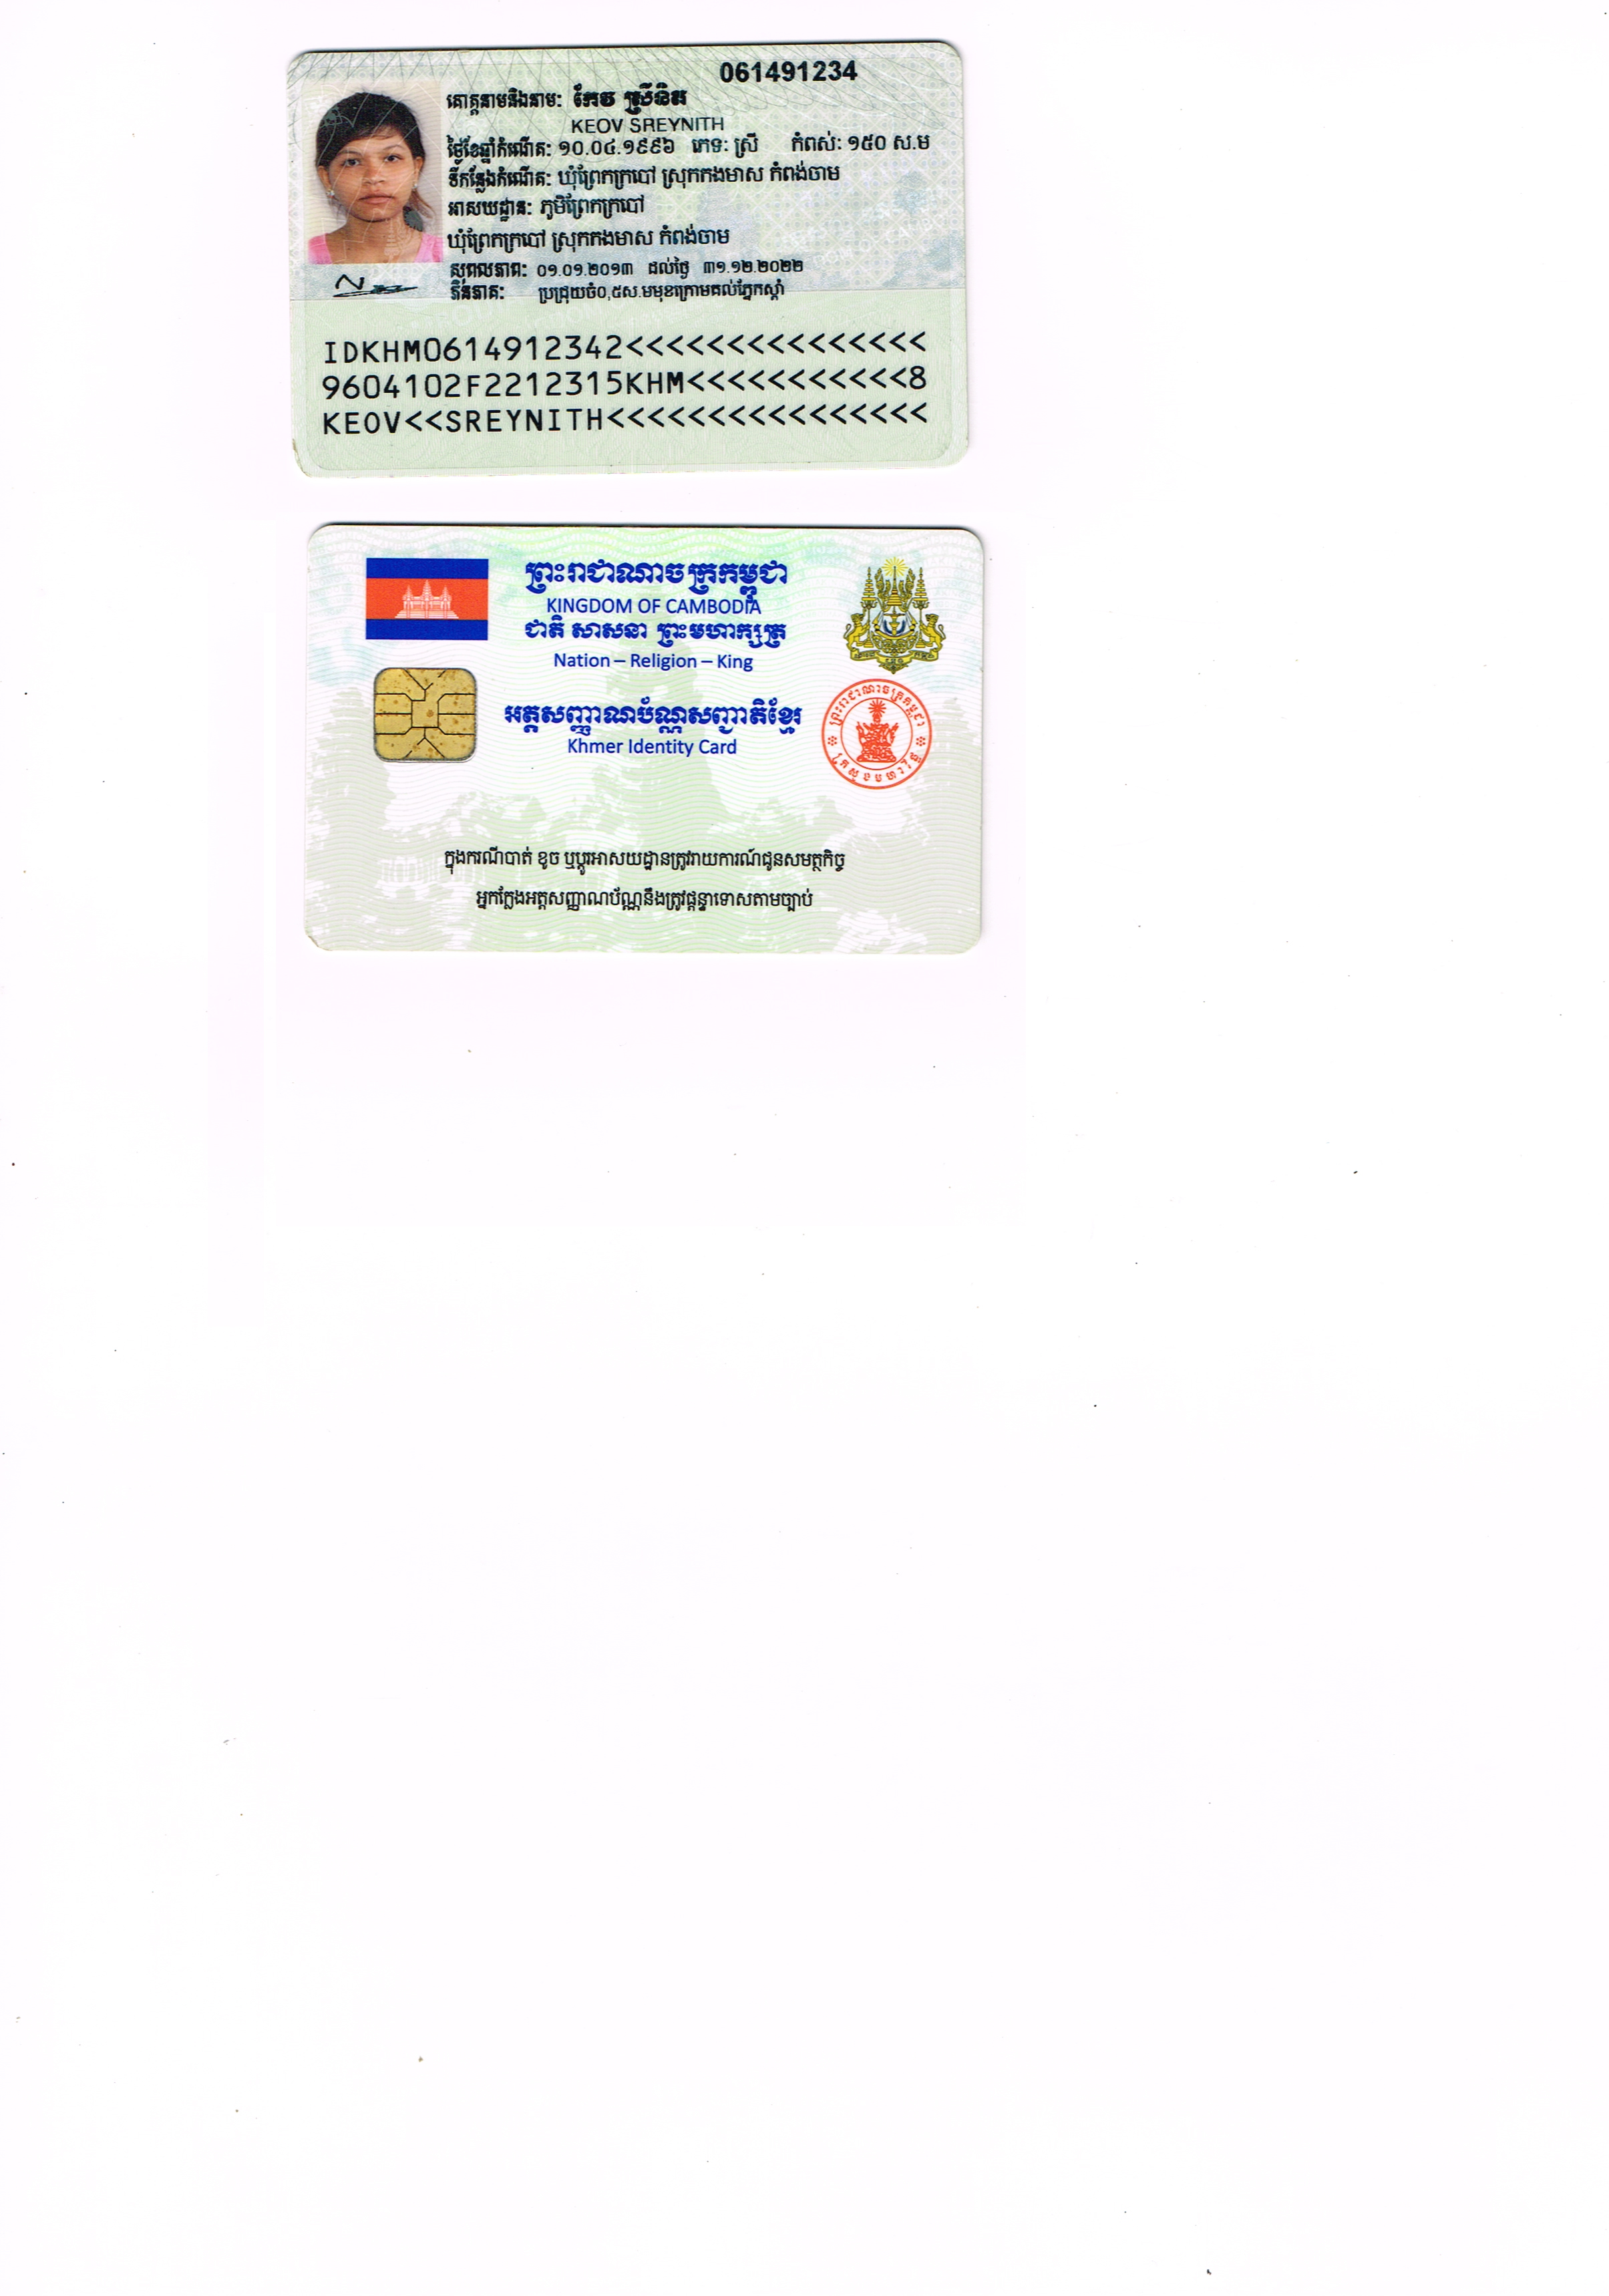 061491234
គោត្តនាមនិងនាម: កែវ ស្រីនិត
KEOV SREYNITH
ថ្ងៃខែឆ្នាំកំណើត: ១០.០៤.១៩៩៦ ភេទ: ស្រី កំពស់: ១៥០ ស.ម
ទីកន្លែងកំណើត: ឃុំព្រែកក្របៅ ស្រុកកងមាស កំពង់ចាម
អាសយដ្ឋាន: ភូមិព្រែកក្របៅ
ឃុំព្រែកក្របៅ ស្រុកកងមាស កំពង់ចាម
សុពលភាព: ០១.០១.២០១៣ ដល់ថ្ងៃ ៣១.១២.២០២២
ភិនភាគ: ប្រជ្រុយចំ០,៥ស.មមុខក្រោមគល់ភ្នែកស្តាំ
IDKHM0614912342<<<<<<<<<<<<<<<
9604102F2212315KHM<<<<<<<<<<<8
KEOV<<SREYNITH<<<<<<<<<<<<<<<<
ព្រះរាជាណាចក្រកម្ពុជា
KINGDOM OF CAMBODIA
ជាតិ សាសនា ព្រះមហាក្សត្រ
Nation – Religion – King
អត្តសញ្ញាណប័ណ្ណសញ្ជាតិខ្មែរ
Khmer Identity Card
ព្រះរាជាណាចក្រកម្ពុជា
ក្រសួងមហាផ្ទៃ
ក្នុងករណីបាត់ ខូច ឬប្តូរអាសយដ្ឋានត្រូវរាយការណ៍ជូនសមត្ថកិច្ច
អ្នកក្លែងអត្តសញ្ញាណប័ណ្ណនឹងត្រូវផ្តន្ទាទោសតាមច្បាប់